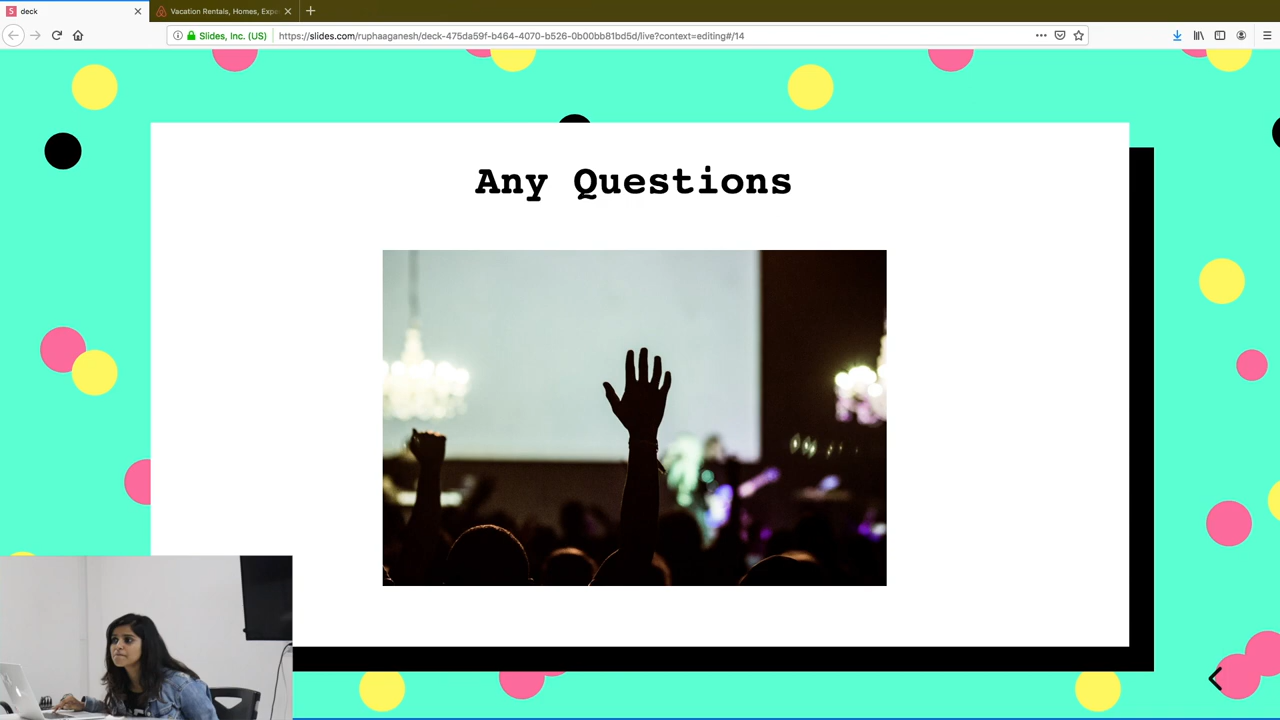 deck
Vacation Rentals, Homes, Expe
Slides, Inc. (US)
https://slides.com/ruphaaganesh/deck-475da59f-b464-4070-b526-0b00bb81bd5d/live?context=editing#/14
Any Questions